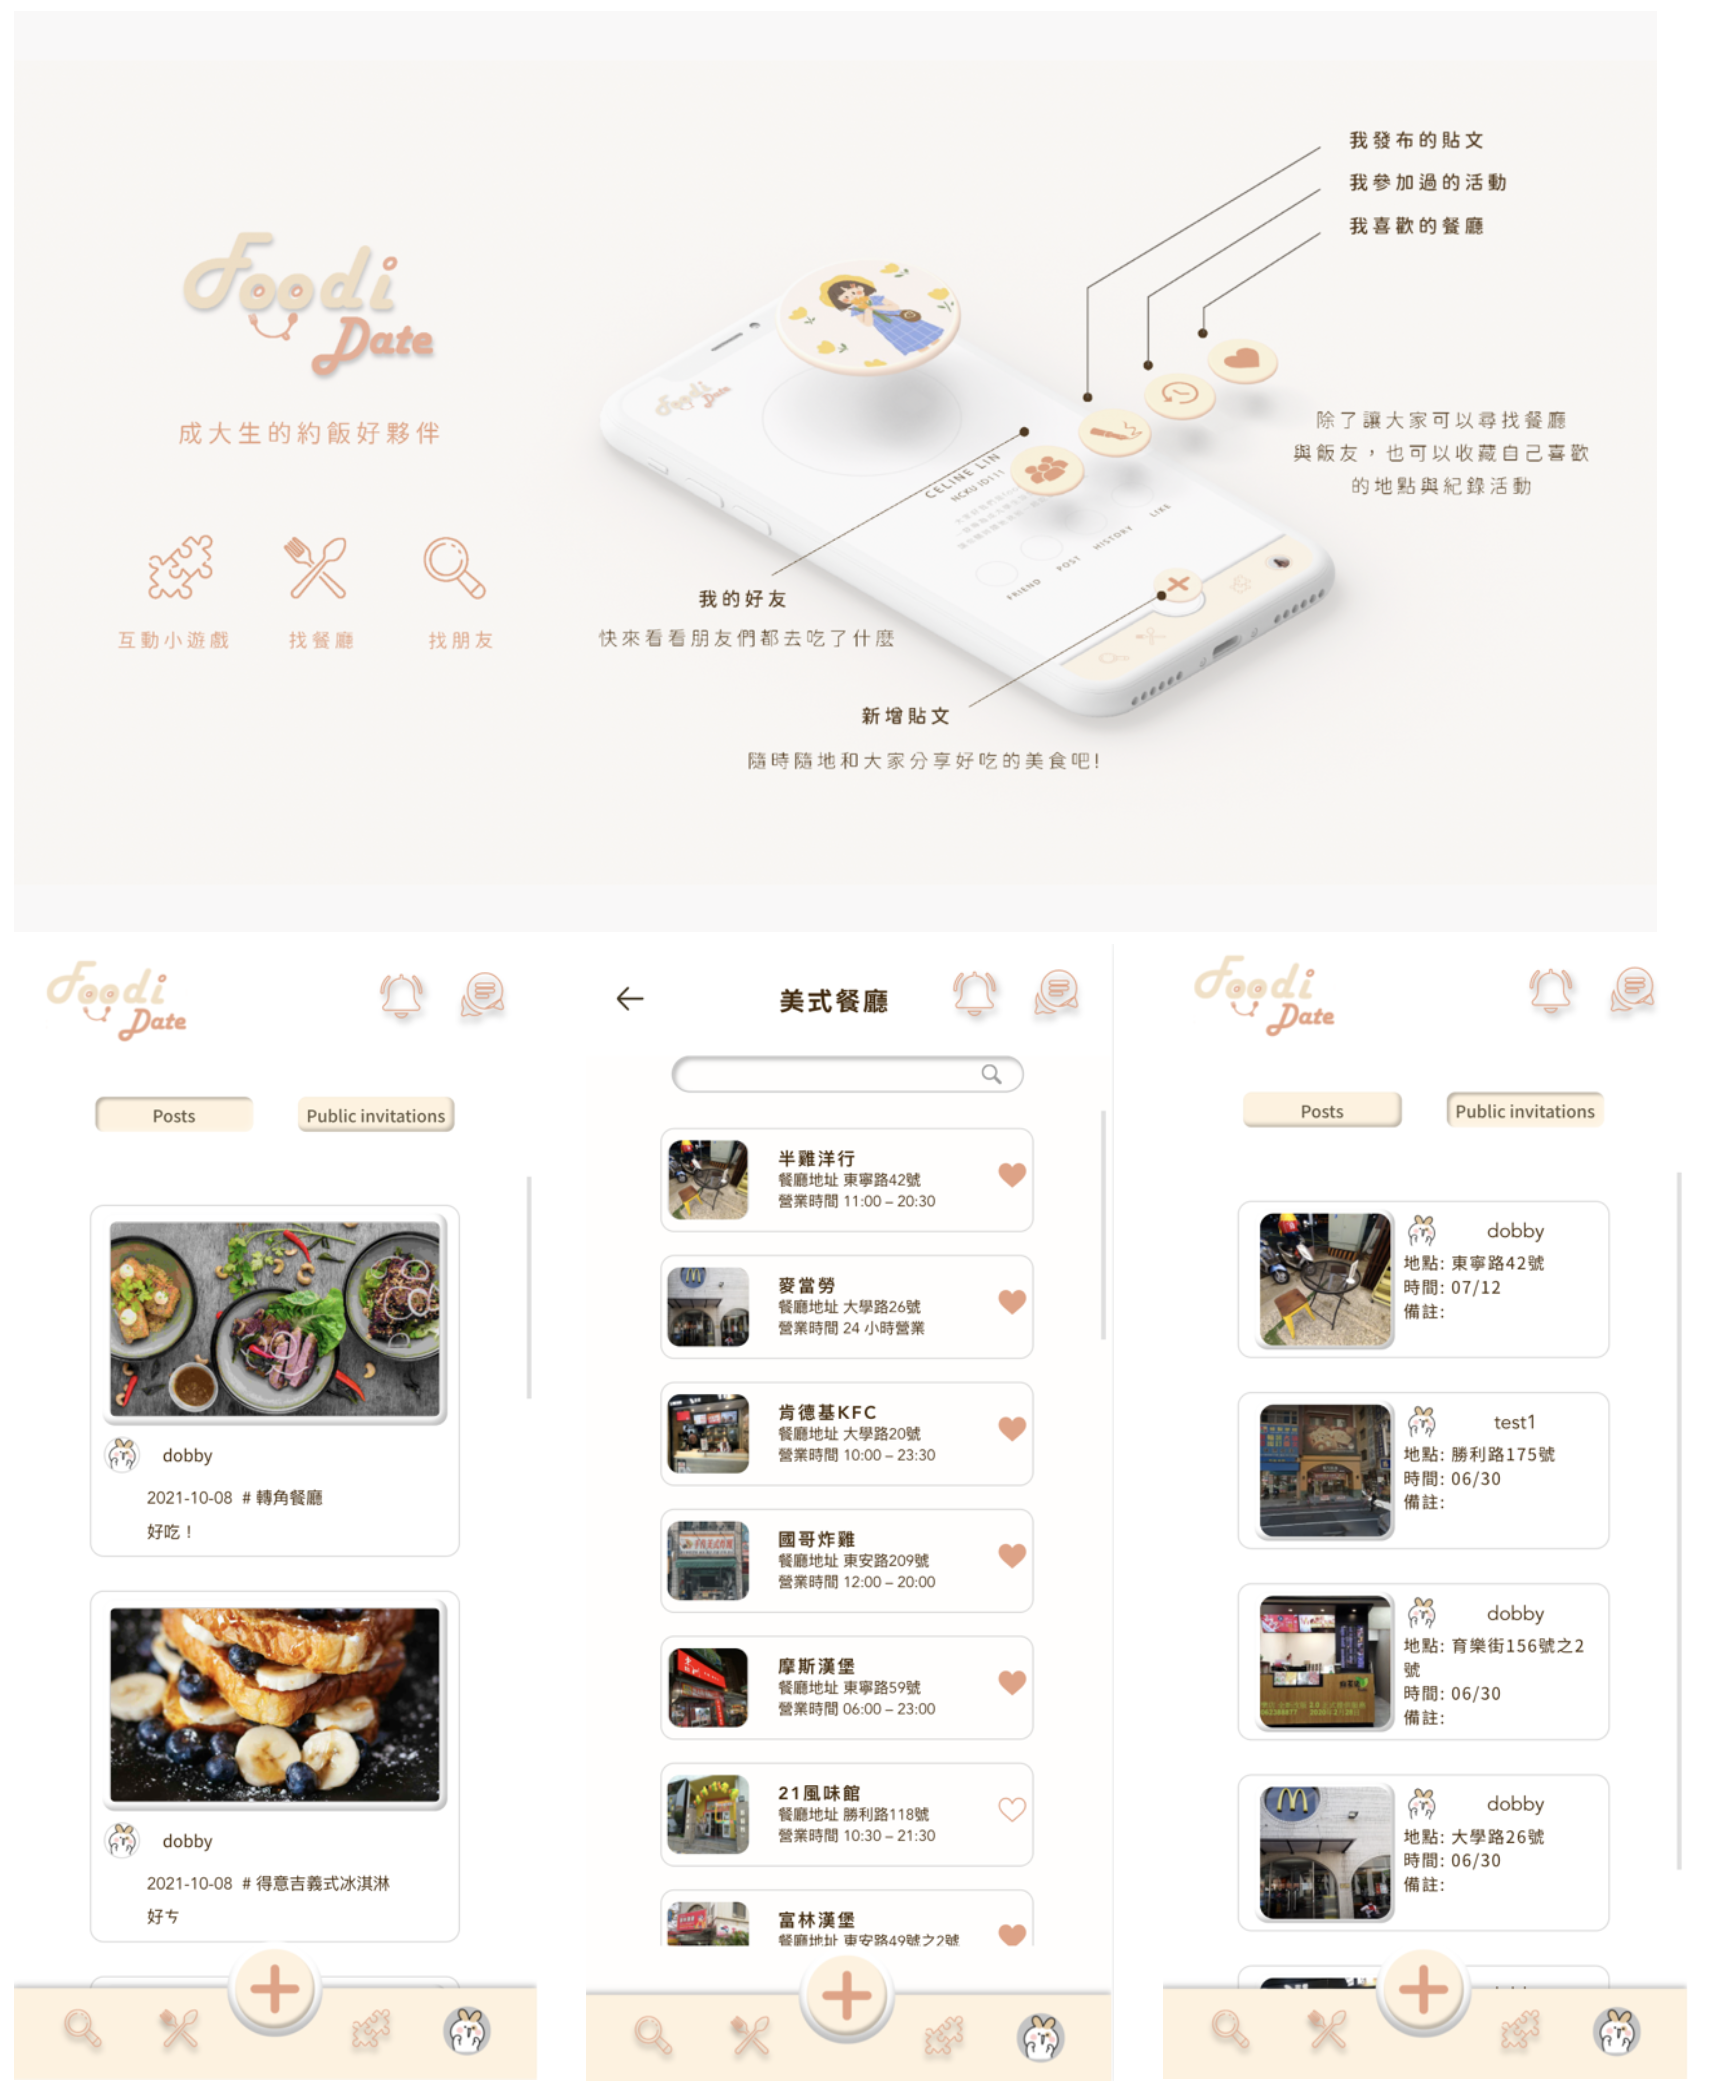 Foodi
Date
成大生的約飯好夥伴
互動小遊戲
找餐廳
找朋友
我發布的貼文
我參加過的活動
我喜歡的餐廳
除了讓大家可以尋找餐廳
與飯友，也可以收藏自己喜歡
的地點與紀錄活動
Foodi
Date
CELINE LIN
NCKU ID111
FRIEND
POST
HISTORY
LIKE
我的好友
快來看看朋友們都去吃了什麼
新增貼文
隨時隨地和大家分享好吃的美食吧!
Foodi
Date
Posts
Public invitations
dobby
2021-10-08 # 轉角餐廳
好吃！
dobby
2021-10-08 # 得意吉義式冰淇淋
好ㄘ
美式餐廳
半雞洋行
餐廳地址 東寧路42號
營業時間 11:00 – 20:30
麥當勞
餐廳地址 大學路26號
營業時間 24 小時營業
肯德基KFC
餐廳地址 大學路20號
營業時間 10:00 – 23:30
國哥炸雞
餐廳地址 東安路209號
營業時間 12:00 – 20:00
摩斯漢堡
餐廳地址 東寧路59號
營業時間 06:00 – 23:00
21風味館
餐廳地址 勝利路118號
營業時間 10:30 – 21:30
富林漢堡
餐廳地址 東安路49號之2號
Foodi
Date
Posts
Public invitations
dobby
地點: 東寧路42號
時間: 07/12
備註:
test1
地點: 勝利路175號
時間: 06/30
備註:
dobby
地點: 育樂街156號之2
號
時間: 06/30
備註:
dobby
地點: 大學路26號
時間: 06/30
備註: